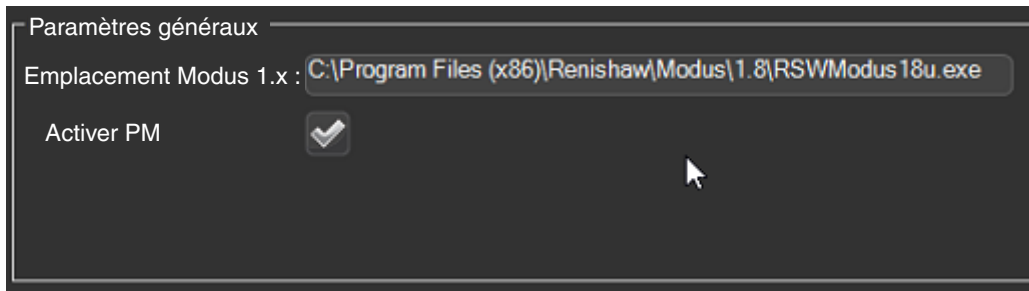 Paramètres généraux
Emplacement Modus 1.x : C:\Program Files (x86)\Renishaw\Modus\1.8\RSWModus18u.exe
Activer PM